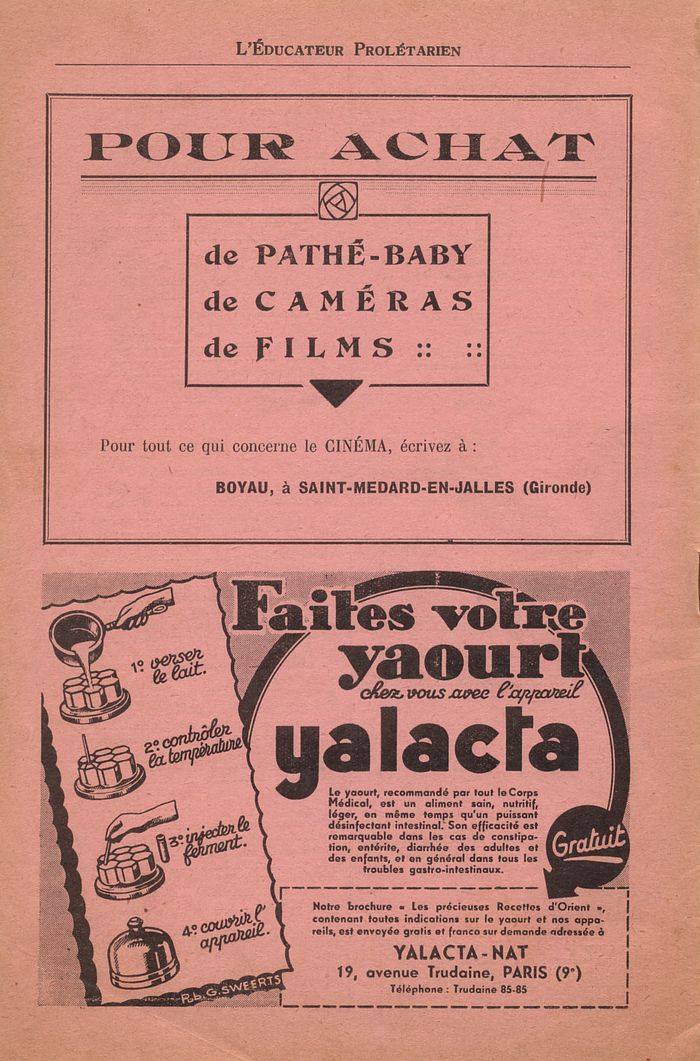 L'Éducateur Prolétarien
POUR ACHAT
de PATHÉ-BABY
de CAMÉRAS
de FILMS :: ::
Pour tout ce qui concerne le CINÉMA, écrivez à :
BOYAU, à SAINT-MEDARD-EN-JALLES (Gironde)
Faites votre
yaourt
chez vous avec l'appareil
yalacta
1º verser
le lait.
2º contrôler
la température
3º injecter le
ferment.
4º couvrir l'
appareil.
R.b.G.SWEERTS
Le yaourt, recommandé par tout le Corps
Médical, est un aliment sain, nutritif,
léger, en même temps qu'un puissant
désinfectant intestinal. Son efficacité est
remarquable dans les cas de constipa-
tion, entérite, diarrhée des adultes et
des enfants, et en général dans tous les
troubles gastro-intestinaux.
Gratuit
Notre brochure « Les précieuses Recettes d'Orient »,
contenant toutes indications sur le yaourt et nos appa-
reils, est envoyée gratis et franco sur demande adressée à
YALACTA-NAT
19, avenue Trudaine, PARIS (9º)
Téléphone : Trudaine 85-85